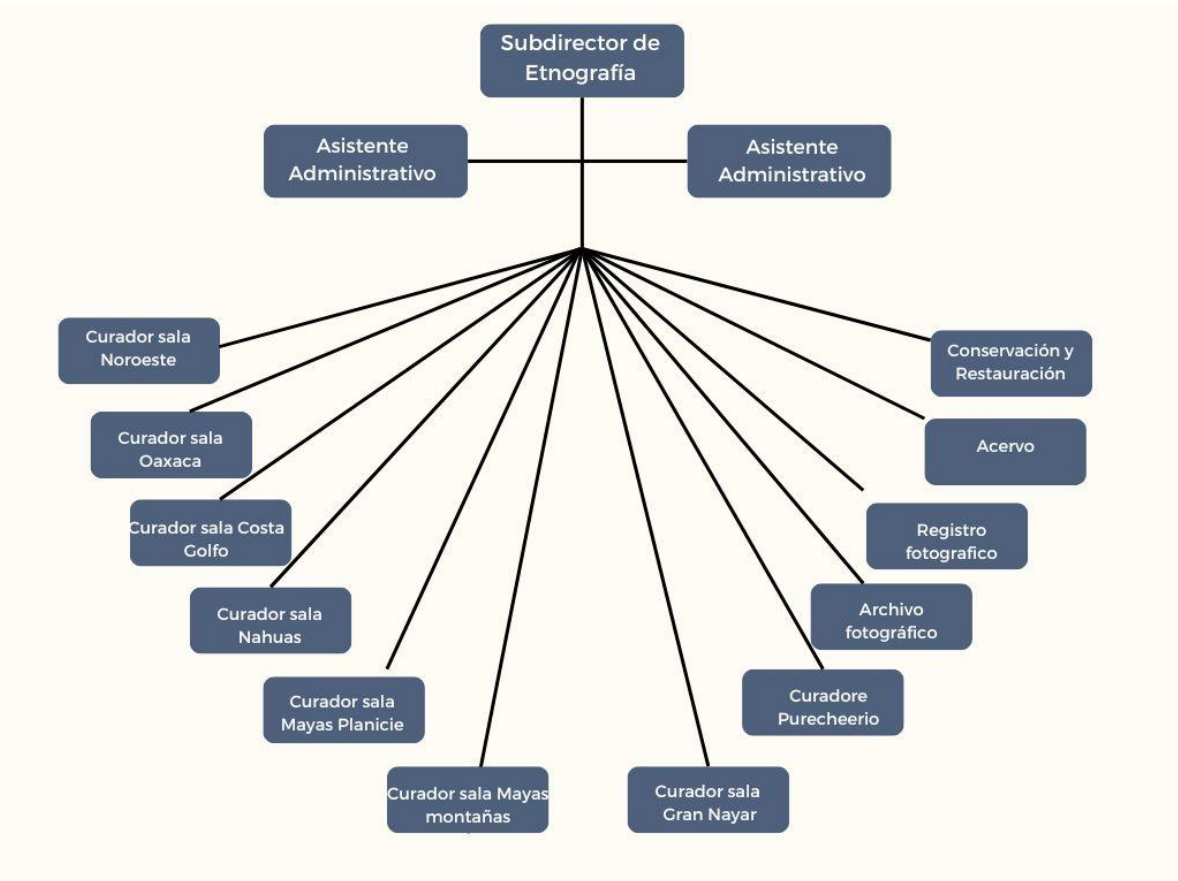 Subdirector de
Etnografía
Asistente
Administrativo
Asistente
Administrativo
Curador sala
Noroeste
Conservación y
Restauración
Curador sala
Oaxaca
Acervo
Curador sala Costa
Golfo
Registro
fotografico
Curador sala
Nahuas
Archivo
fotográfico
Curador sala
Mayas Planicie
Curadore
Purecheerio
Curador sala Mayas
montañas
Curador sala
Gran Nayar